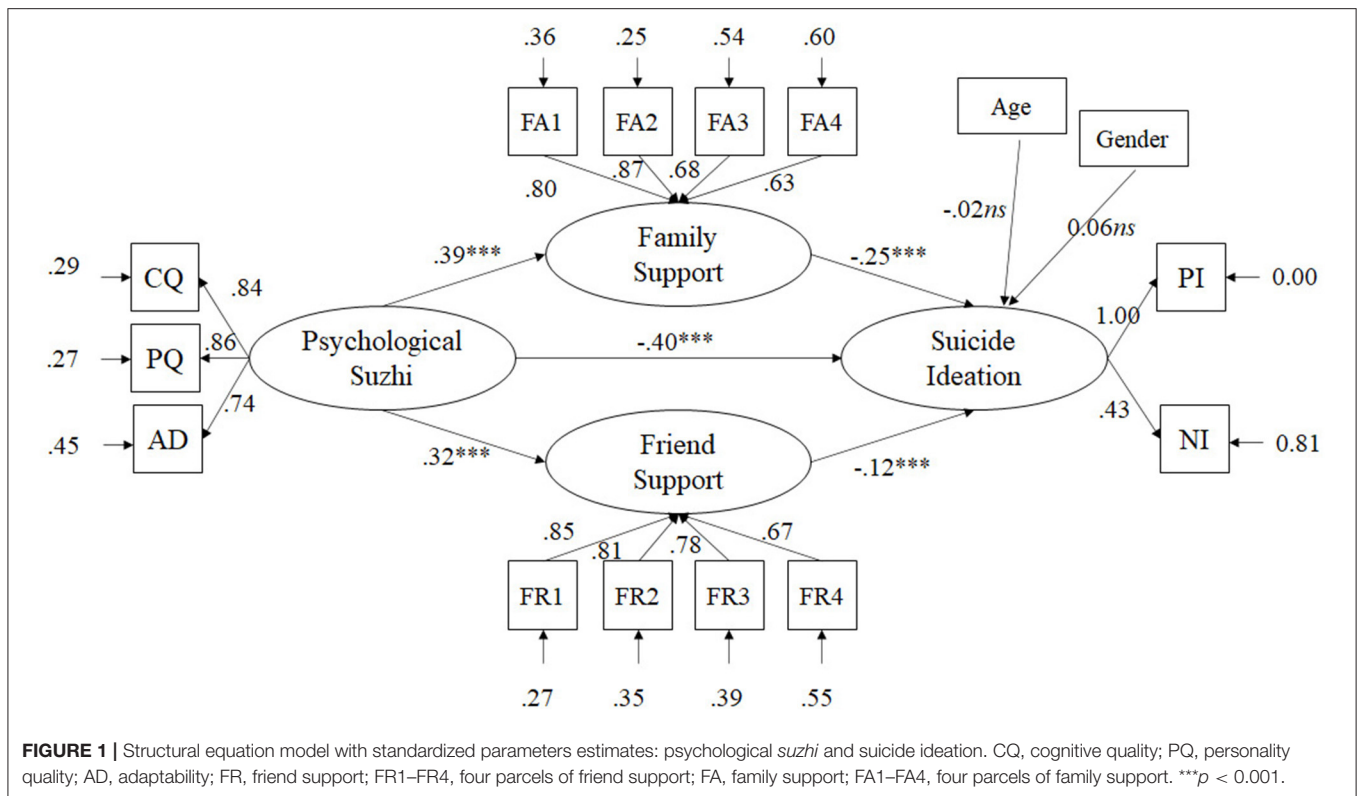 .36 .25 .54 .60
FA1 FA2 FA3 FA4
Age
Gender
.80 .87 .68 .63
-.02ns
0.06ns
Family
Support
.39***
-.25***
.29 CQ .84
.27 PQ .86
.45 AD .74
Psychological
Suzhi
-.40***
Suicide
Ideation
1.00 PI 0.00
.43 NI 0.81
.32***
-.12***
Friend
Support
.85 .81 .78 .67
FR1 FR2 FR3 FR4
.27 .35 .39 .55
FIGURE 1 | Structural equation model with standardized parameters estimates: psychological suzhi and suicide ideation. CQ, cognitive quality; PQ, personality
quality; AD, adaptability; FR, friend support; FR1–FR4, four parcels of friend support; FA, family support; FA1–FA4, four parcels of family support. ***p < 0.001.